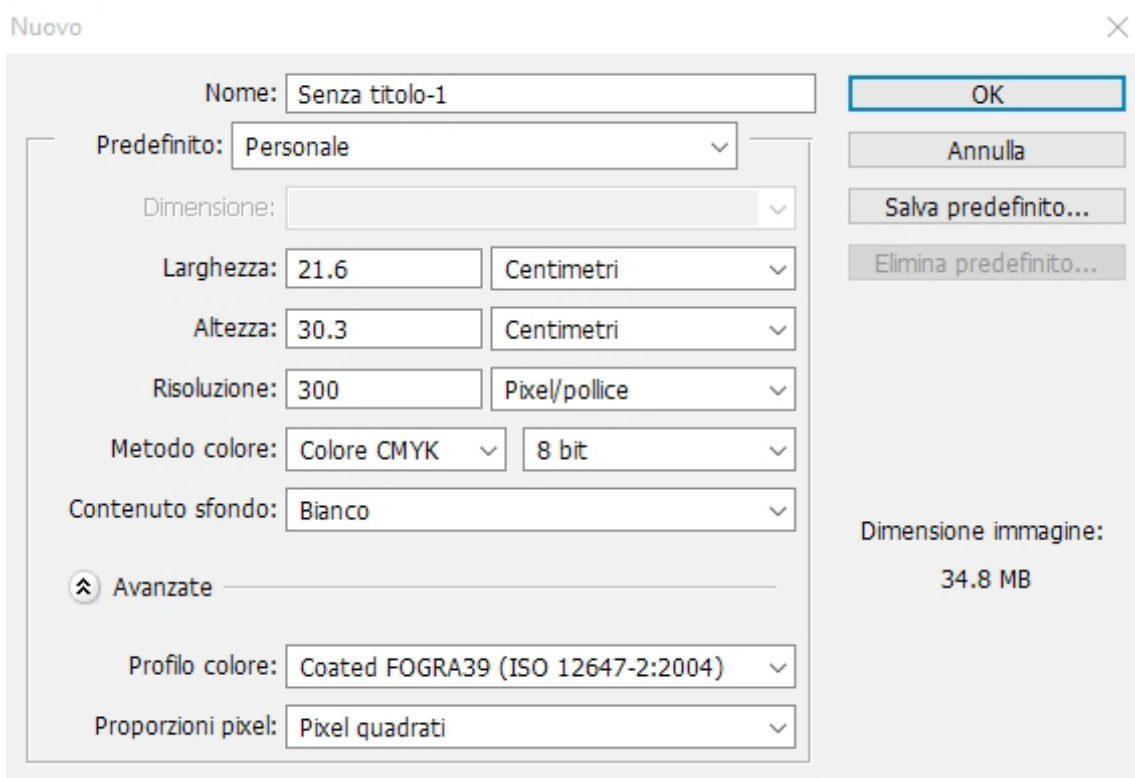 Nuovo
Nome: Senza titolo-1
OK
Predefinito: Personale
Annulla
Dimensione:
Salva predefinito...
Larghezza: 21.6 Centimetri
Elimina predefinito...
Altezza: 30.3 Centimetri
Risoluzione: 300 Pixel/pollice
Metodo colore: Colore CMYK 8 bit
Contenuto sfondo: Bianco
Dimensione immagine:
34.8 MB
Avanzate
Profilo colore: Coated FOGRA39 (ISO 12647-2:2004)
Proporzioni pixel: Pixel quadrati